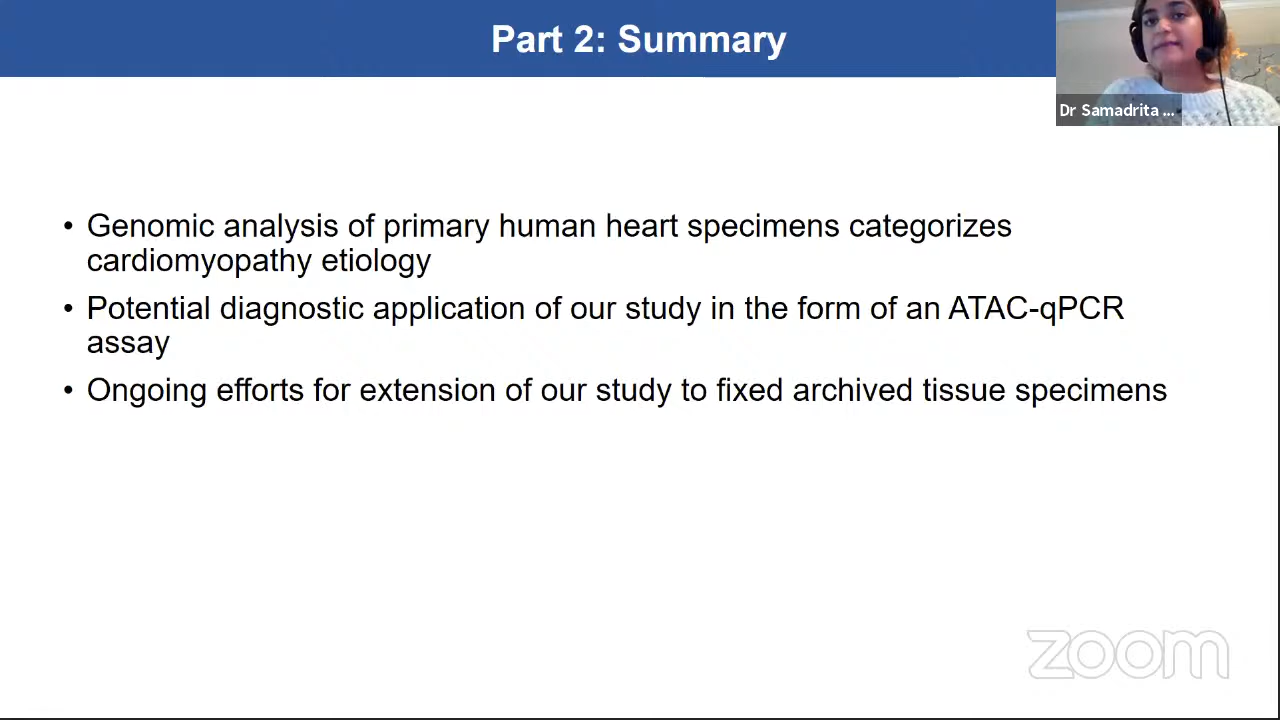 Part 2: Summary
Dr Samadrita ...
• Genomic analysis of primary human heart specimens categorizes
cardiomyopathy etiology
• Potential diagnostic application of our study in the form of an ATAC-qPCR
assay
• Ongoing efforts for extension of our study to fixed archived tissue specimens
zoom